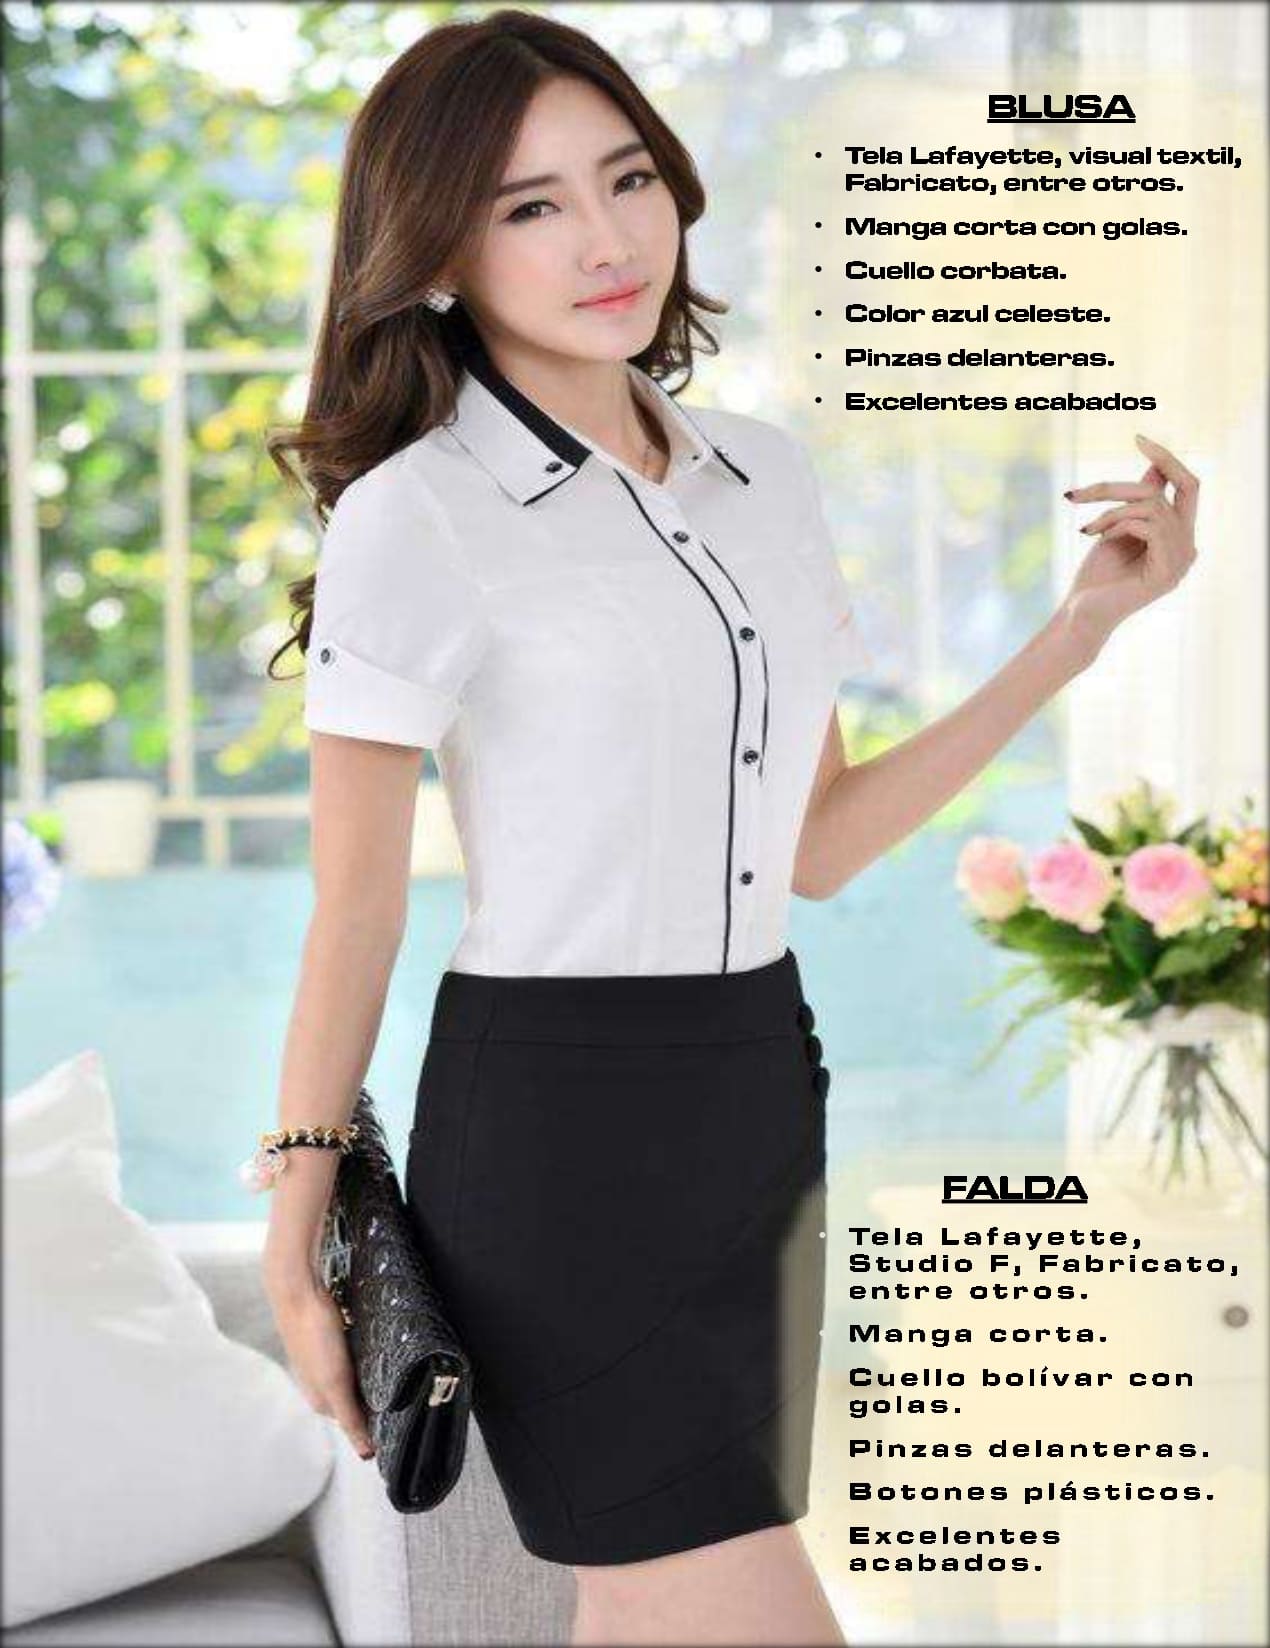 BLUSA
• Tela Lafayette, visual textil,
Fabricato, entre otros.
• Manga corta con golas.
• Cuello corbata.
• Color azul celeste.
• Pinzas delanteras.
• Excelentes acabados
FALDA
• Tela Lafayette,
Studio F, Fabricato,
entre otros.
• Manga corta.
• Cuello bolívar con
golas.
• Pinzas delanteras.
• Botones plásticos.
• Excelentes
acabados.